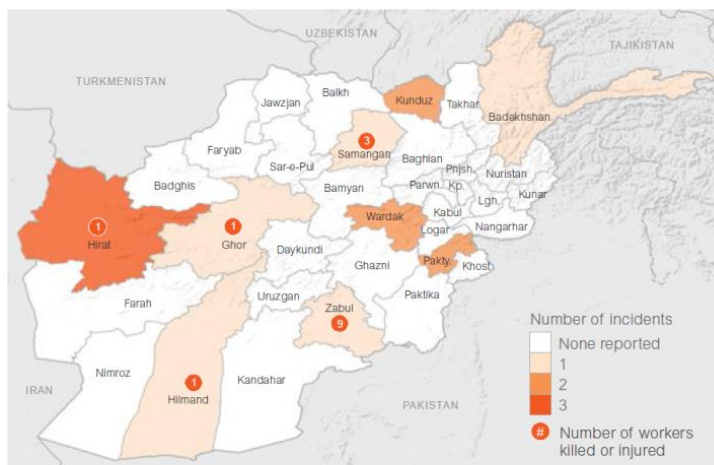 UZBEKISTAN
TAJIKISTAN
TURKMENISTAN
Balkh
Kunduz
Jawzjan
Takhar
Badakhshan
3
Samangan
Faryab
Baghlan
Sar-e-Pul
Pnjsh.
Nuristan
Badghis
Bamyan
Parwn.
Kp.
Kunar
Lgh.
1
Hirat
1
Ghor
Wardak
Kabul
Logar
Nangarhar
Daykundi
Ghazni
Pakty.
Khost
Farah
Uruzgan
Zabul
9
Paktika
Nimroz
1
Hilmand
Kandahar
IRAN
PAKISTAN
Number of incidents
None reported
1
2
3
# Number of workers
killed or injured